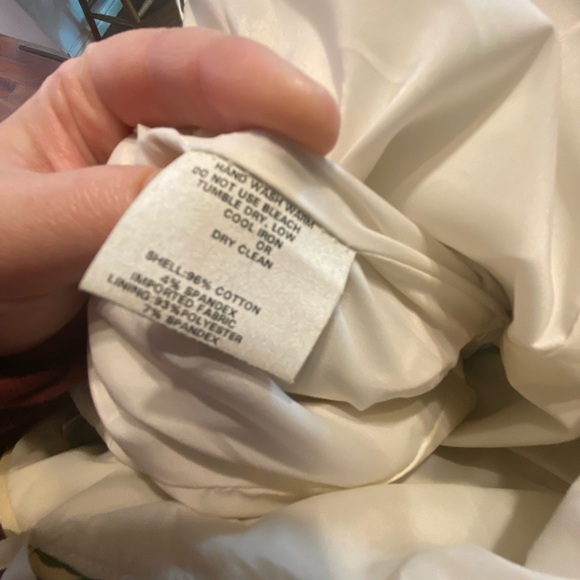 HAND WASH WARM
DO NOT USE BLEACH
TUMBLE DRY, LOW
COOL IRON
OR
DRY CLEAN
SHELL:96% COTTON
4% SPANDEX
IMPORTED FABRIC
LINING:93%POLYESTER
7% SPANDEX